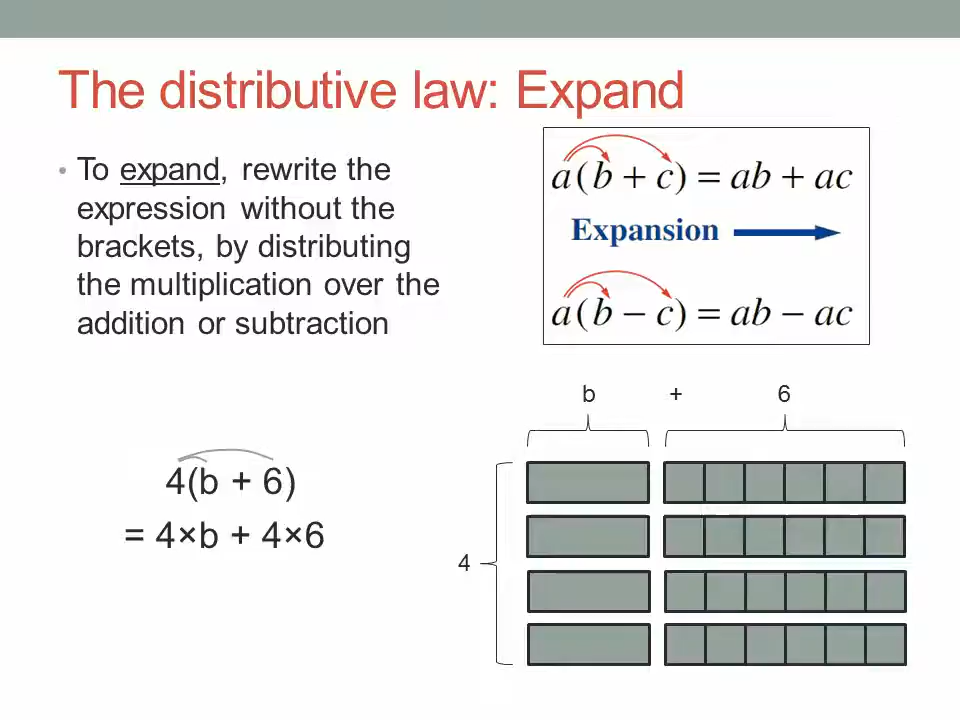 The distributive law: Expand
• To expand, rewrite the
expression without the
brackets, by distributing
the multiplication over the
addition or subtraction
a(b + c) = ab + ac
Expansion
a(b − c) = ab − ac
4(b + 6)
= 4×b + 4×6
b + 6
4